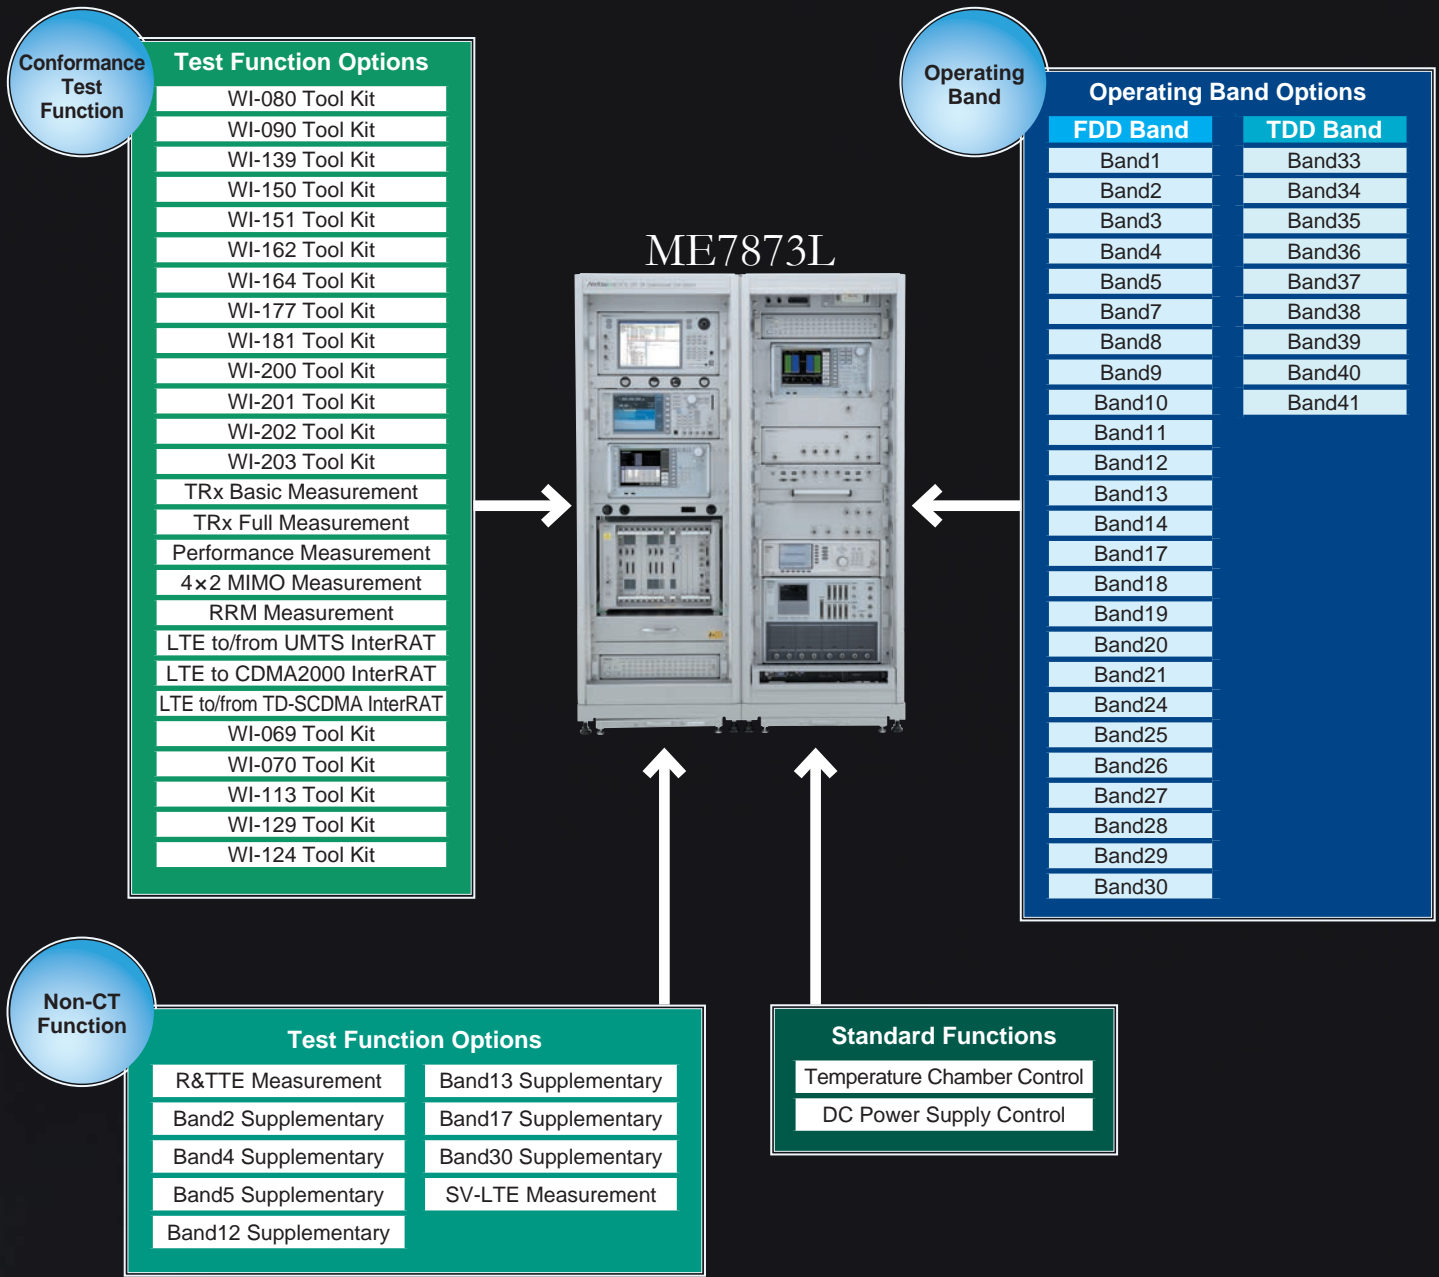 Conformance
Test
Function
Test Function Options
WI-080 Tool Kit
WI-090 Tool Kit
WI-139 Tool Kit
WI-150 Tool Kit
WI-151 Tool Kit
WI-162 Tool Kit
WI-164 Tool Kit
WI-177 Tool Kit
WI-181 Tool Kit
WI-200 Tool Kit
WI-201 Tool Kit
WI-202 Tool Kit
WI-203 Tool Kit
TRx Basic Measurement
TRx Full Measurement
Performance Measurement
4×2 MIMO Measurement
RRM Measurement
LTE to/from UMTS InterRAT
LTE to CDMA2000 InterRAT
LTE to/from TD-SCDMA InterRAT
WI-069 Tool Kit
WI-070 Tool Kit
WI-113 Tool Kit
WI-129 Tool Kit
WI-124 Tool Kit
ME7873L
Operating
Band
Operating Band Options
FDD Band
Band1
Band2
Band3
Band4
Band5
Band7
Band8
Band9
Band10
Band11
Band12
Band13
Band14
Band17
Band18
Band19
Band20
Band21
Band24
Band25
Band26
Band27
Band28
Band29
Band30
TDD Band
Band33
Band34
Band35
Band36
Band37
Band38
Band39
Band40
Band41
Non-CT
Function
Test Function Options
R&TTE Measurement
Band2 Supplementary
Band4 Supplementary
Band5 Supplementary
Band12 Supplementary
Band13 Supplementary
Band17 Supplementary
Band30 Supplementary
SV-LTE Measurement
Standard Functions
Temperature Chamber Control
DC Power Supply Control